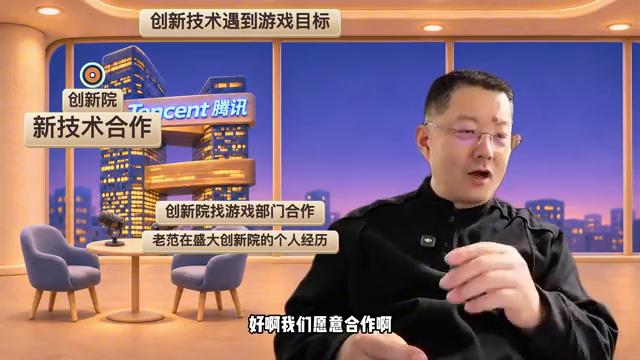 创新技术遇到游戏目标
创新院
新技术合作
Tencent 腾讯
创新院找游戏部门合作
老范在盛大创新院的个人经历
好啊我们愿意合作啊